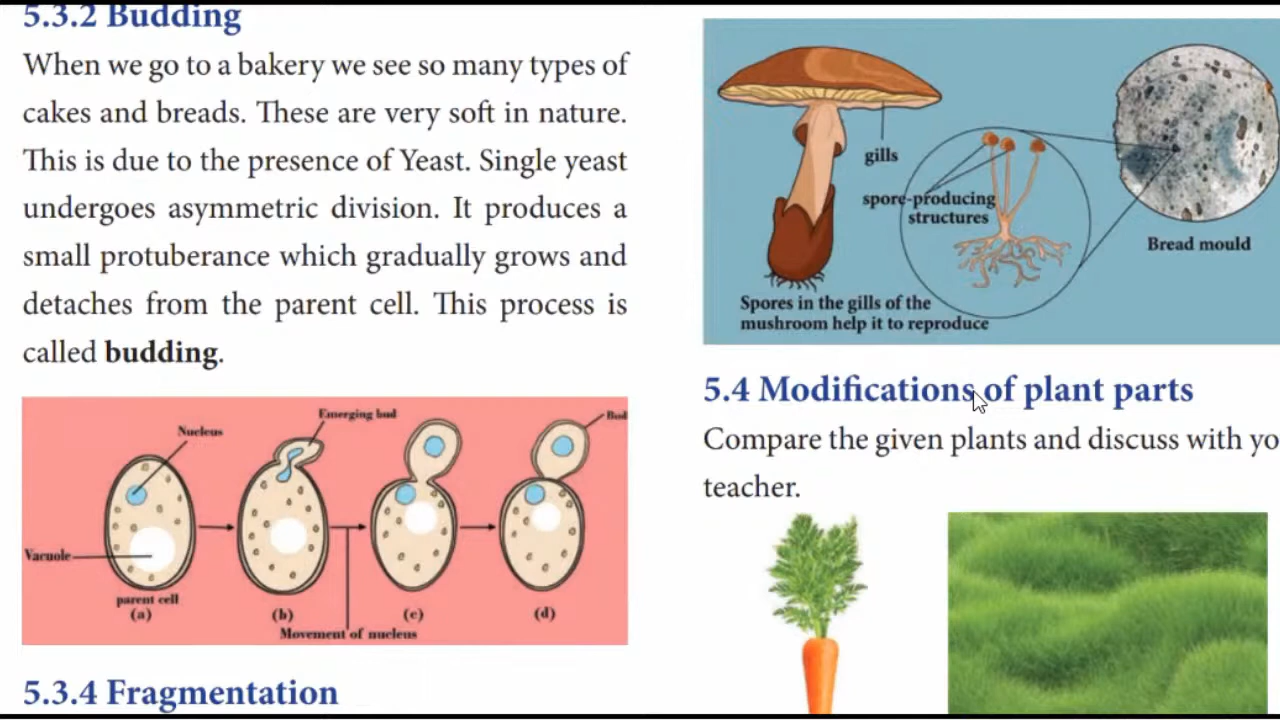 5.3.2 Budding
When we go to a bakery we see so many types of
cakes and breads. These are very soft in nature.
This is due to the presence of Yeast. Single yeast
undergoes asymmetric division. It produces a
small protuberance which gradually grows and
detaches from the parent cell. This process is
called budding.
Nucleus
Emerging bud
Bud
Vacuole
parent cell
(a)
(b)
(c)
(d)
Movement of nucleus
5.3.4 Fragmentation
gills
spore-producing
structures
Bread mould
Spores in the gills of the
mushroom help it to reproduce
5.4 Modifications of plant parts
Compare the given plants and discuss with yo
teacher.